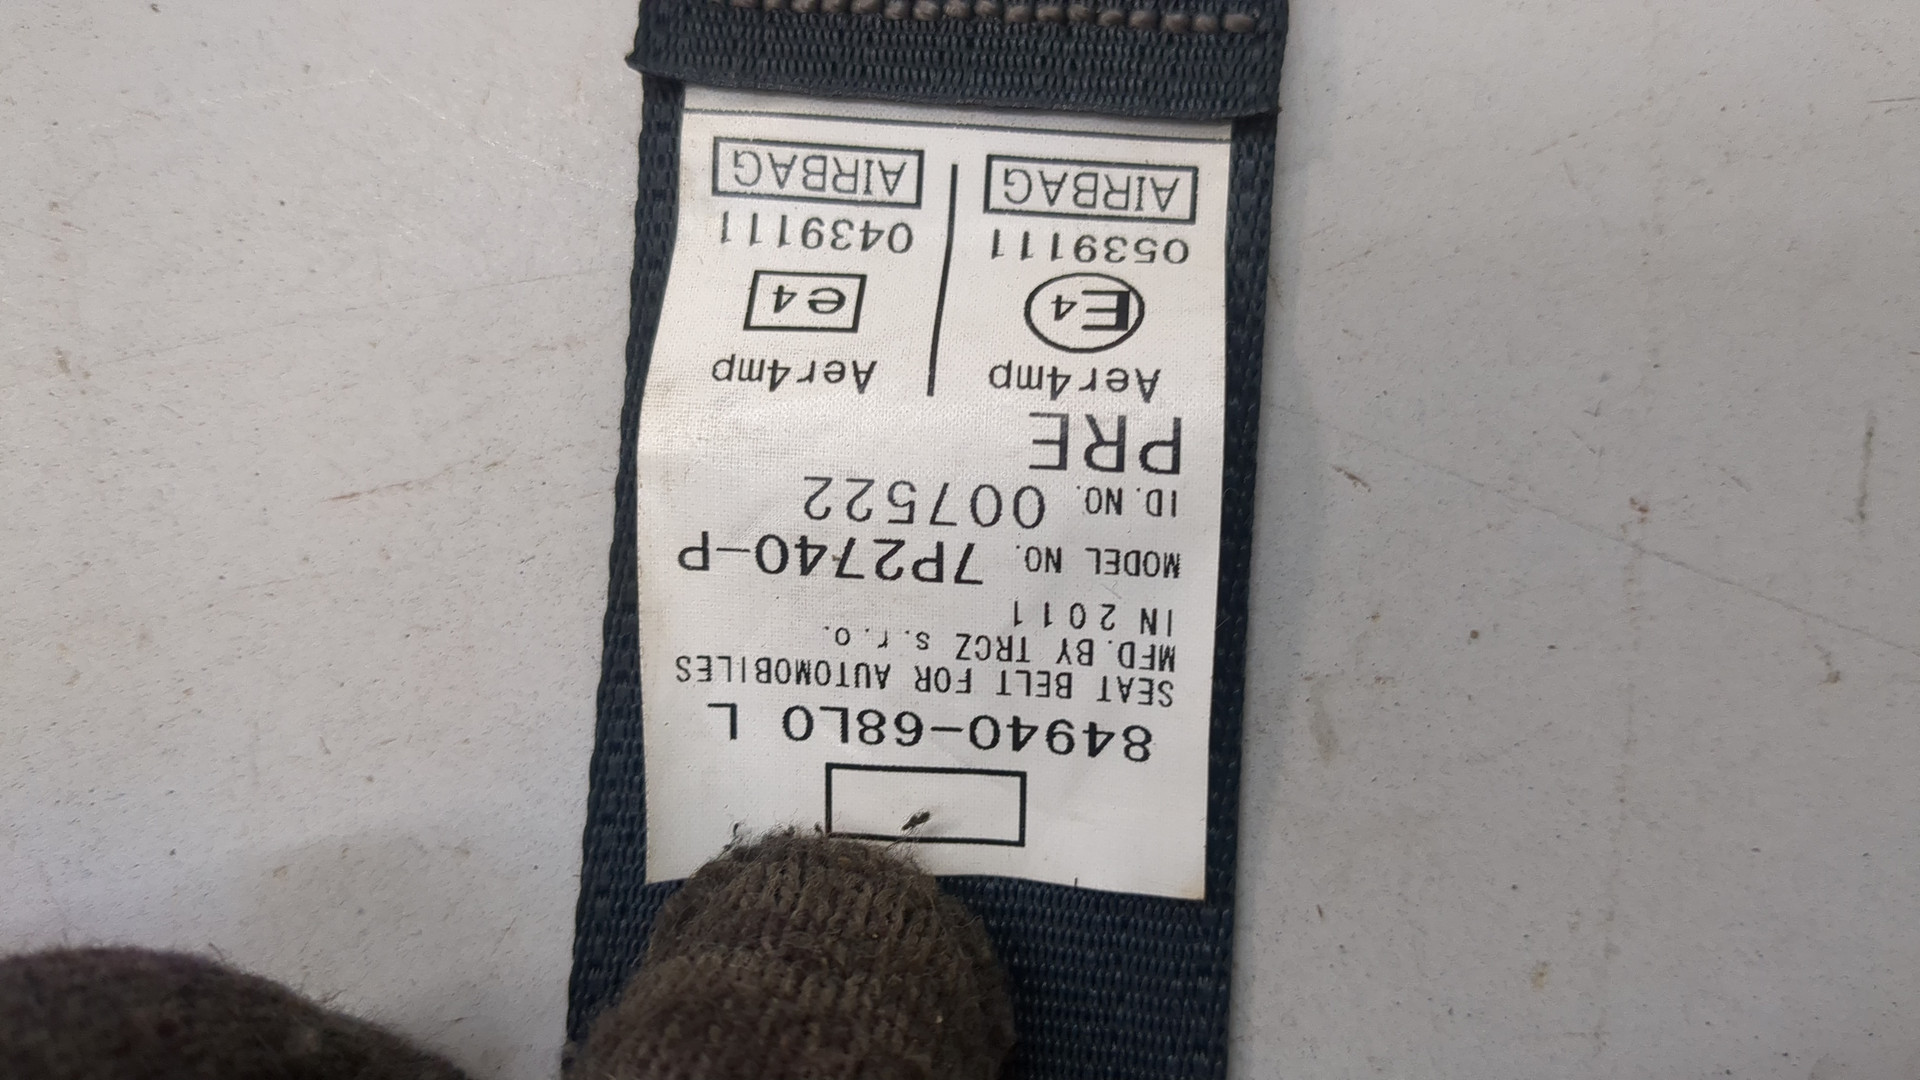 84940-68L0 L
SEAT BELT FOR AUTOMOBILES
MFD. BY TRCZ s.r.o.
IN 2011
MODEL NO. 7P2740-P
ID. NO. 007522
PRE
Aer4mp Aer4mp
E4 e4
0539111 0439111
AIRBAG AIRBAG